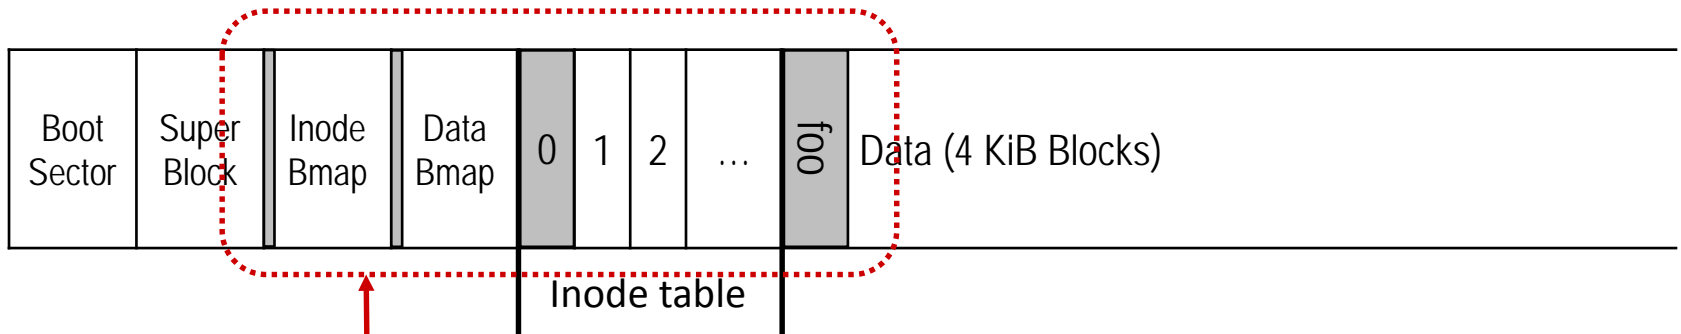 Boot
Sector
Super
Block
Inode
Bmap
Data
Bmap
0
1
2
...
foo
Data (4 KiB Blocks)
Inode table